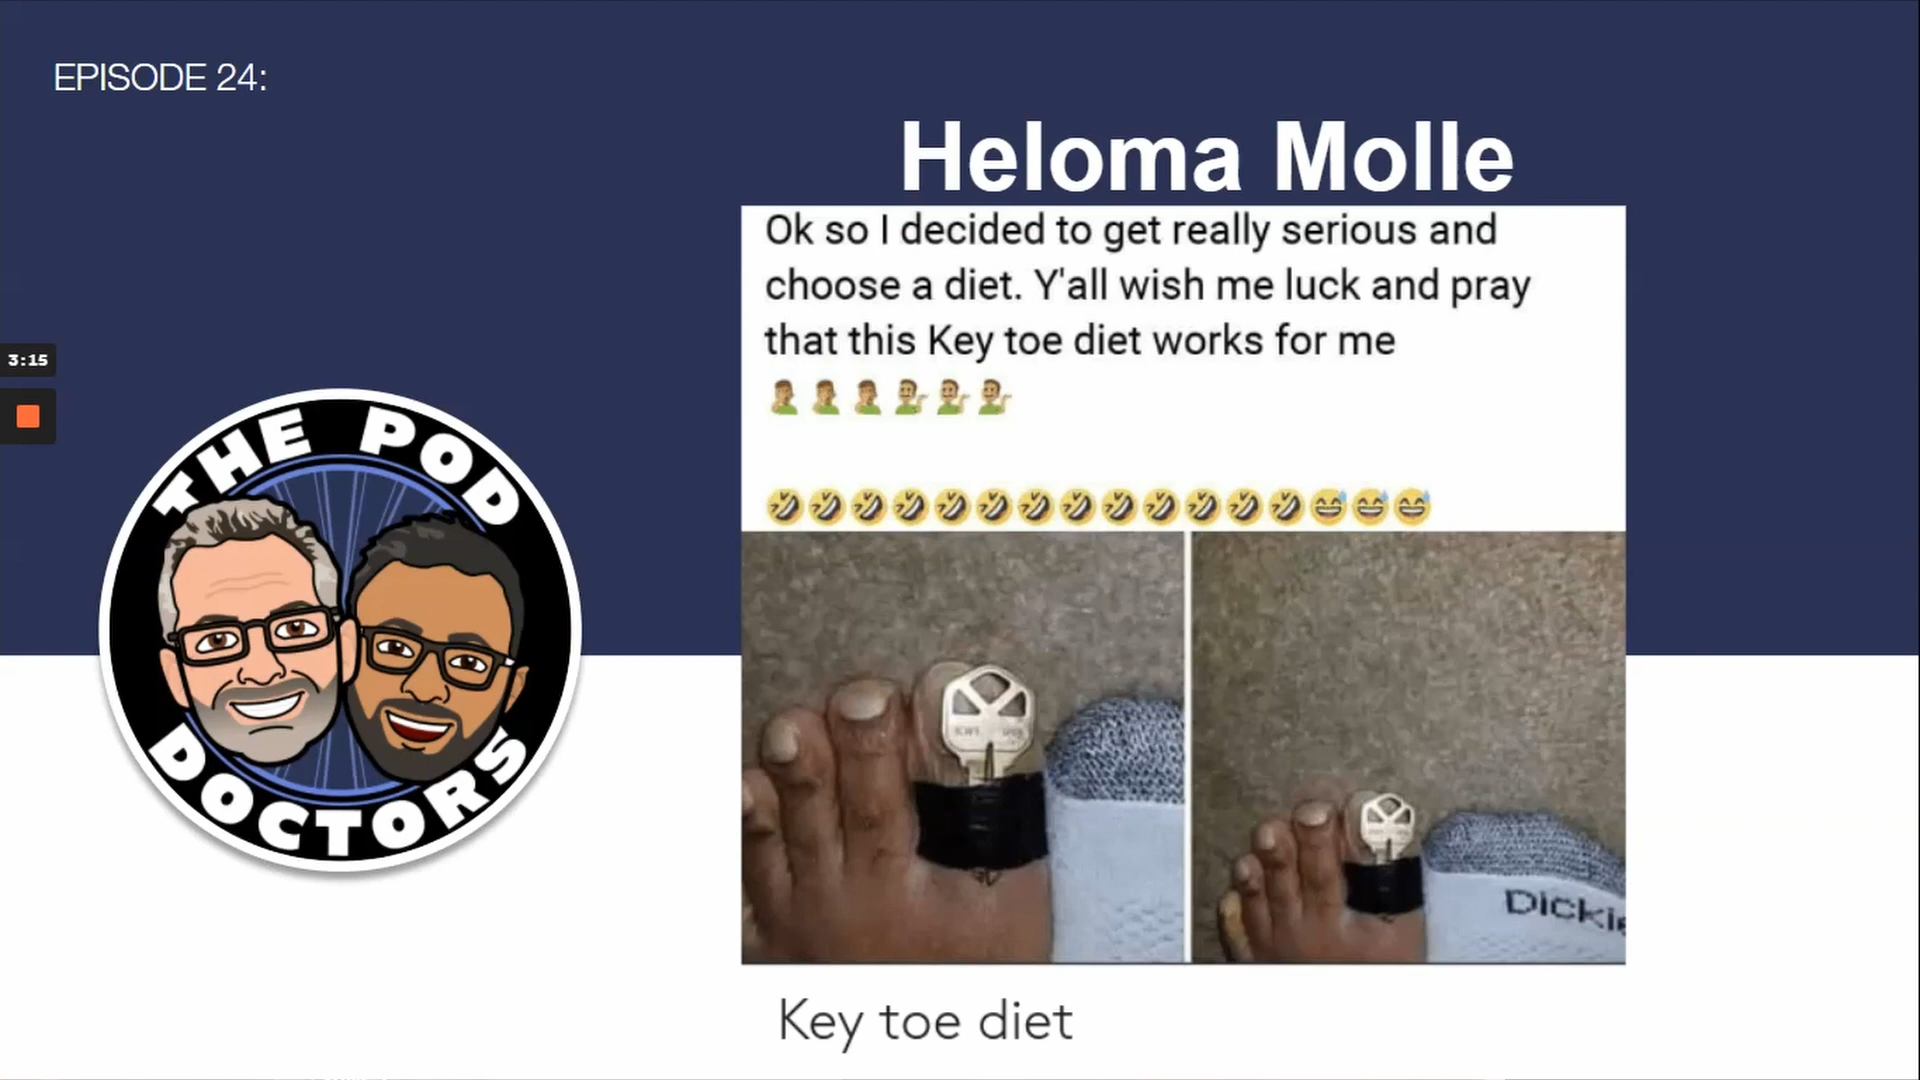 EPISODE 24:
Heloma Molle
Ok so I decided to get really serious and
choose a diet. Y'all wish me luck and pray
that this Key toe diet works for me
3:15
THE POD
DOCTORS
Dickie
Key toe diet